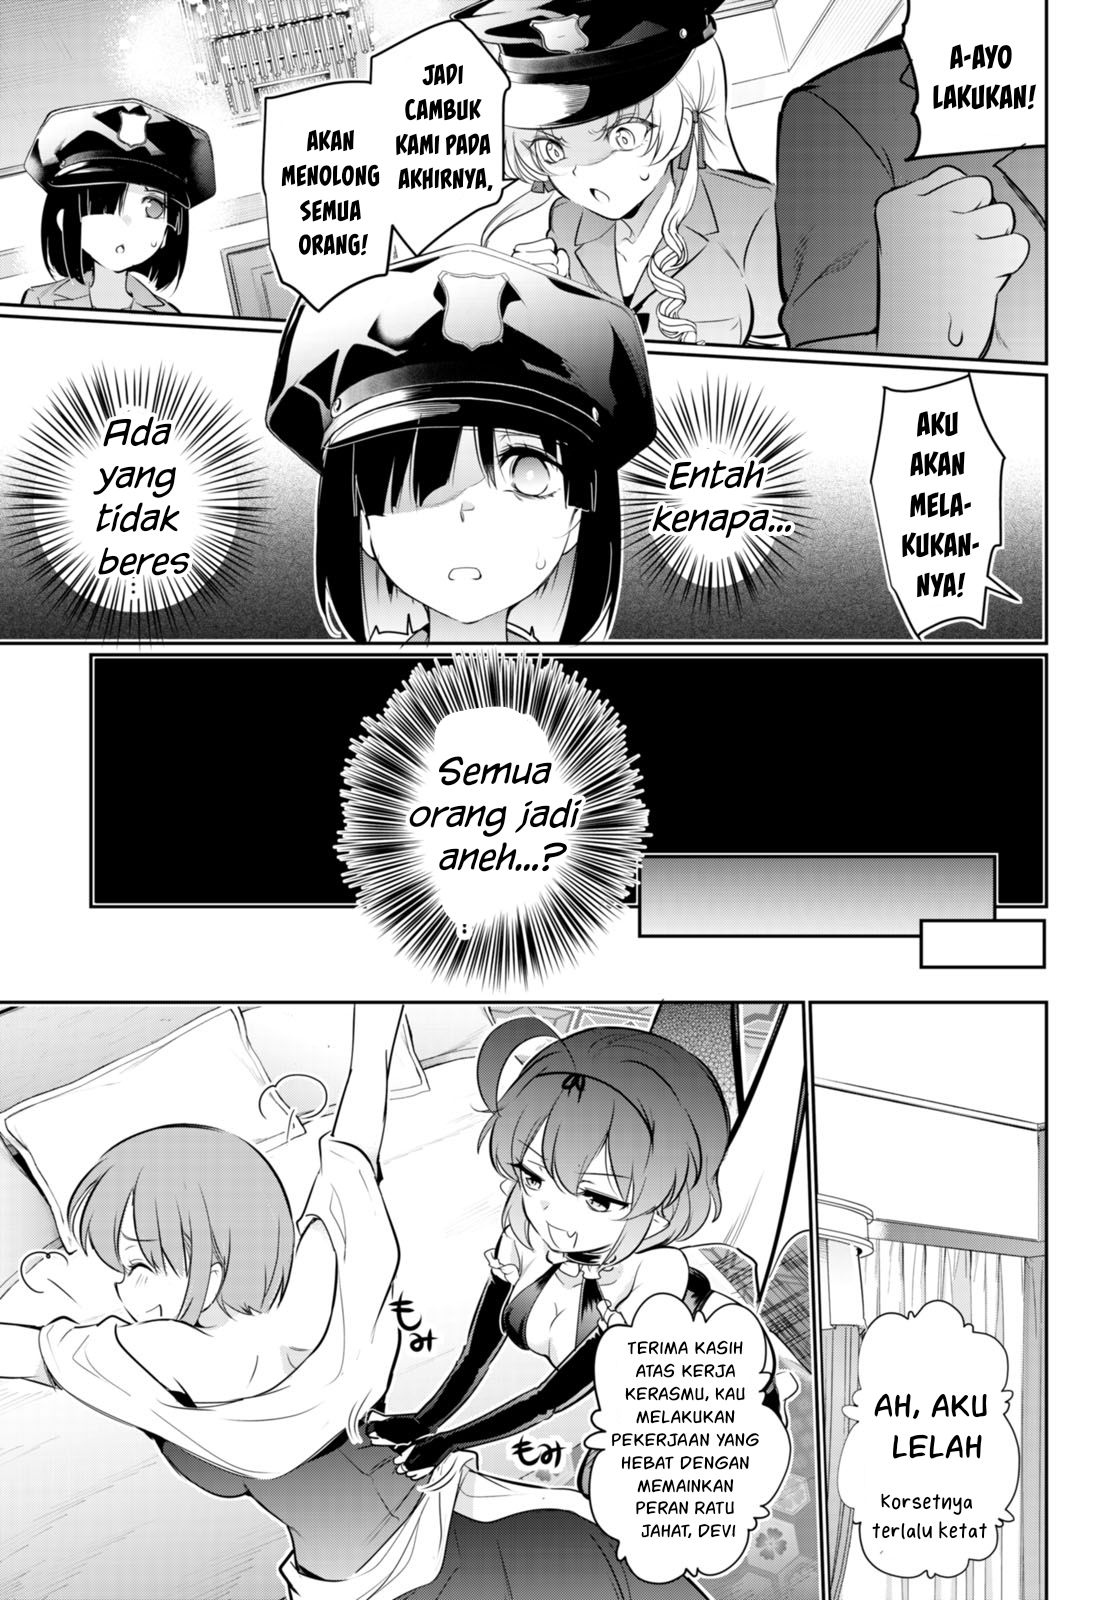 A-AYO
LAKUKAN!
JADI
CAMBUK
KAMI PADA
AKHIRNYA,
AKAN
MENOLONG
SEMUA
ORANG!
AKU
AKAN
MELA-
KUKAN-
NYA!
Entah
kenapa...
Ada
yang
tidak
beres
...
Semua
orang jadi
aneh...?
...
AH, AKU
LELAH
Korsetnya
terlalu ketat
TERIMA KASIH
ATAS KERJA
KERASMU, KAU
MELAKUKAN
PEKERJAAN YANG
HEBAT DENGAN
MEMAINKAN
PERAN RATU
JAHAT, DEVI
もみ
もみ